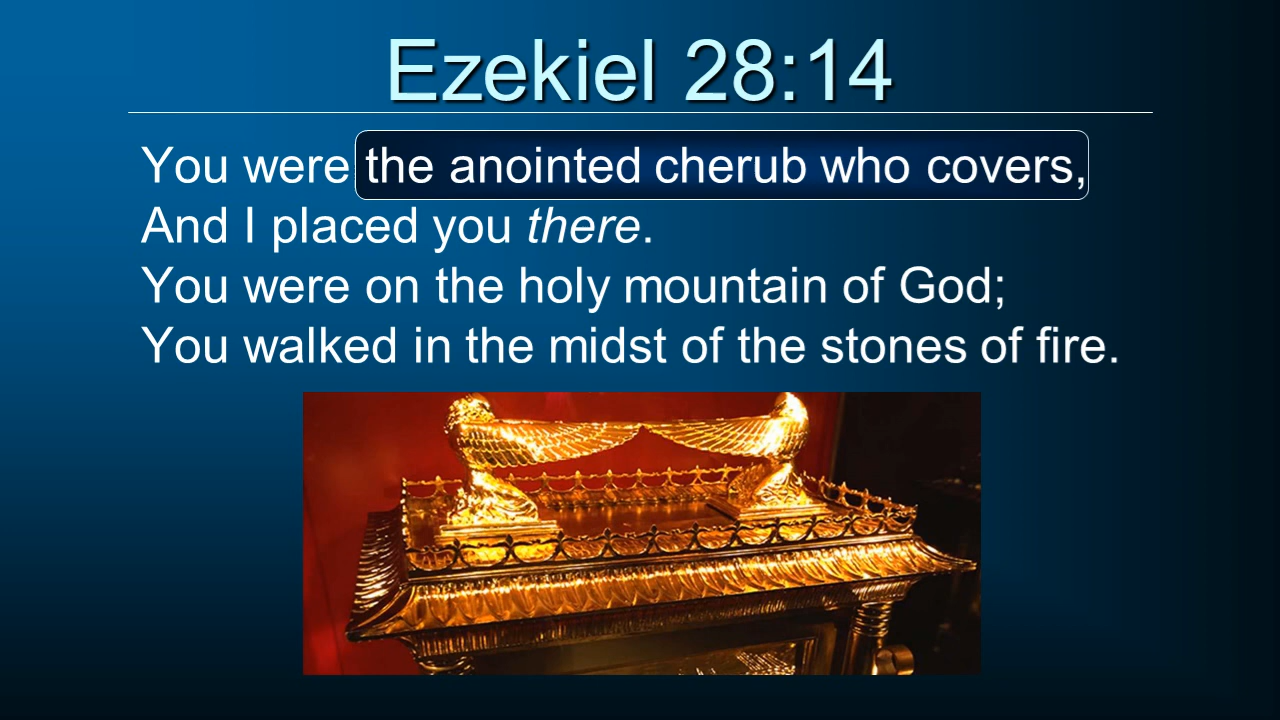 Ezekiel 28:14
You were the anointed cherub who covers,
And I placed you there.
You were on the holy mountain of God;
You walked in the midst of the stones of fire.